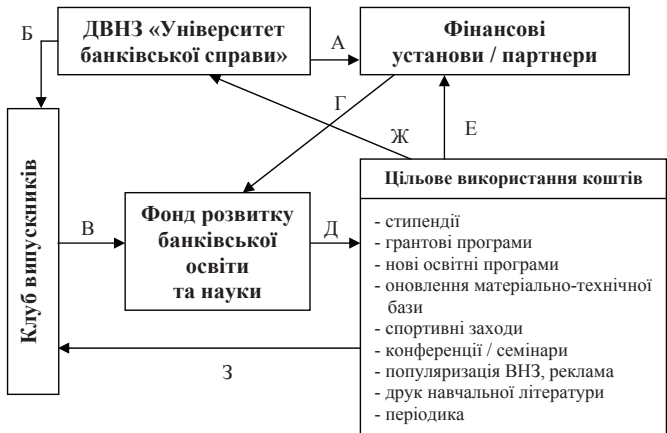 ДВНЗ «Університет
банківської справи»
Фінансові
установи / партнери
Б
А
Г
Ж
Е
Клуб випускників
В
Фонд розвитку
банківської
освіти
та науки
Д
Цільове використання коштів
- стипендії
- грантові програми
- нові освітні програми
- оновлення матеріально-технічної
бази
- спортивні заходи
- конференції / семінари
- популяризація ВНЗ, реклама
- друк навчальної літератури
- періодика
З